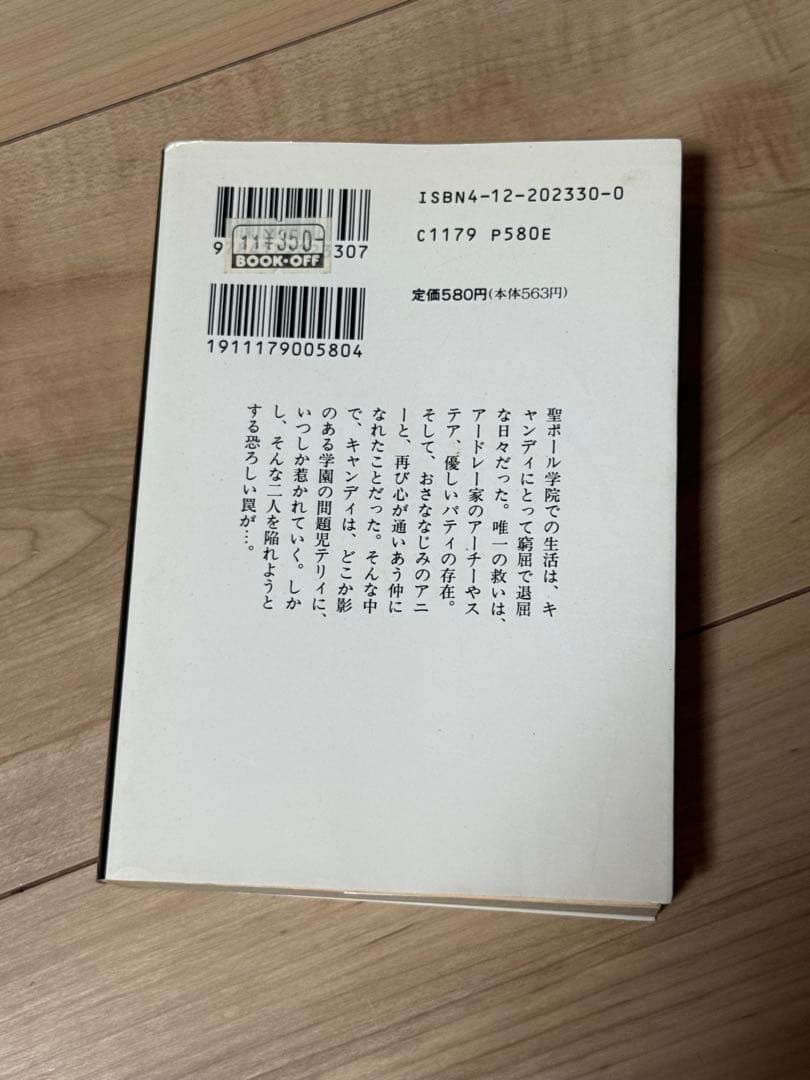 ISBN4-12-202330-0
C1179 P580E
9
307
11¥350-
BOOK·OFF
定価580円(本体563円)
1911179005804
聖ポール学院での生活は、キ
ャンディにとって窮屈で退屈
な日々だった。唯一の救いは、
アードレー家のアーチーやス
テア、優しいパティの存在。
そして、おさななじみのアニ
ーと、再び心が通いあう仲に
なれたことだった。そんな中
で、キャンディは、どこか影
のある学園の問題児テリィに、
いつしか惹かれていく。しか
し、そんな二人を陥れようと
する恐ろしい罠が…。